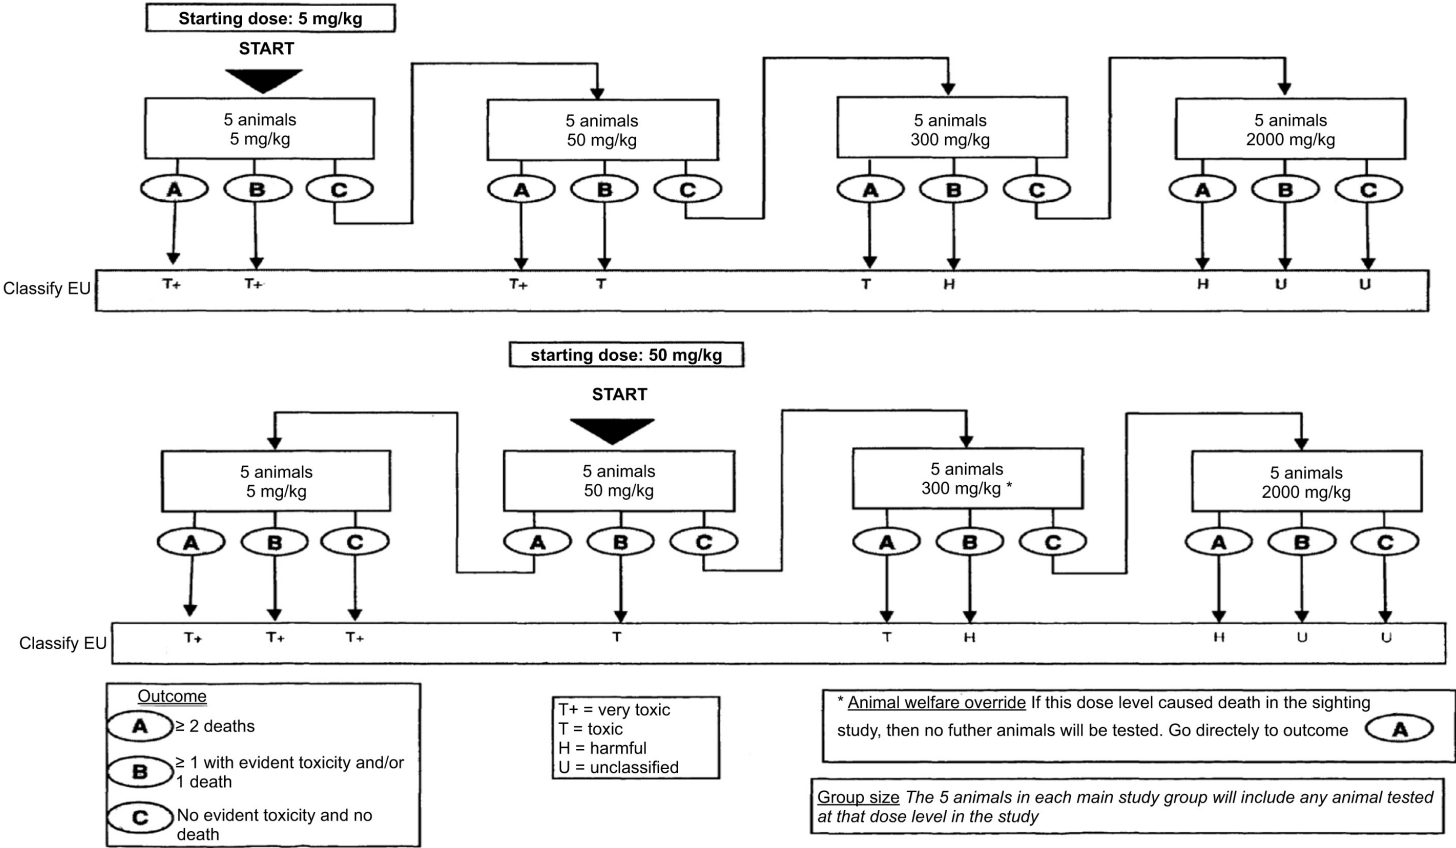 Starting dose: 5 mg/kg
START
5 animals
5 mg/kg
5 animals
50 mg/kg
5 animals
300 mg/kg
5 animals
2000 mg/kg
A B C A B C A B C A B C
Classify EU T+ T+ T+ T T H H U U
starting dose: 50 mg/kg
START
5 animals
5 mg/kg
5 animals
50 mg/kg
5 animals
300 mg/kg *
5 animals
2000 mg/kg
A B C A B C A B C A B C
Classify EU T+ T+ T+ T T H H U U
Outcome
A ≥ 2 deaths
B ≥ 1 with evident toxicity and/or
1 death
C No evident toxicity and no
death
T+ = very toxic
T = toxic
H = harmful
U = unclassified
* Animal welfare override If this dose level caused death in the sighting
study, then no futher animals will be tested. Go directely to outcome A
Group size The 5 animals in each main study group will include any animal tested
at that dose level in the study